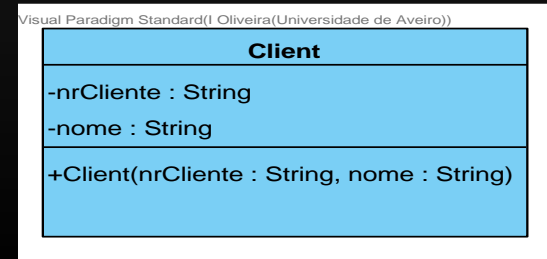 Visual Paradigm Standard(I Oliveira(Universidade de Aveiro))
Client
-nrCliente : String
-nome : String
+Client(nrCliente : String, nome : String)